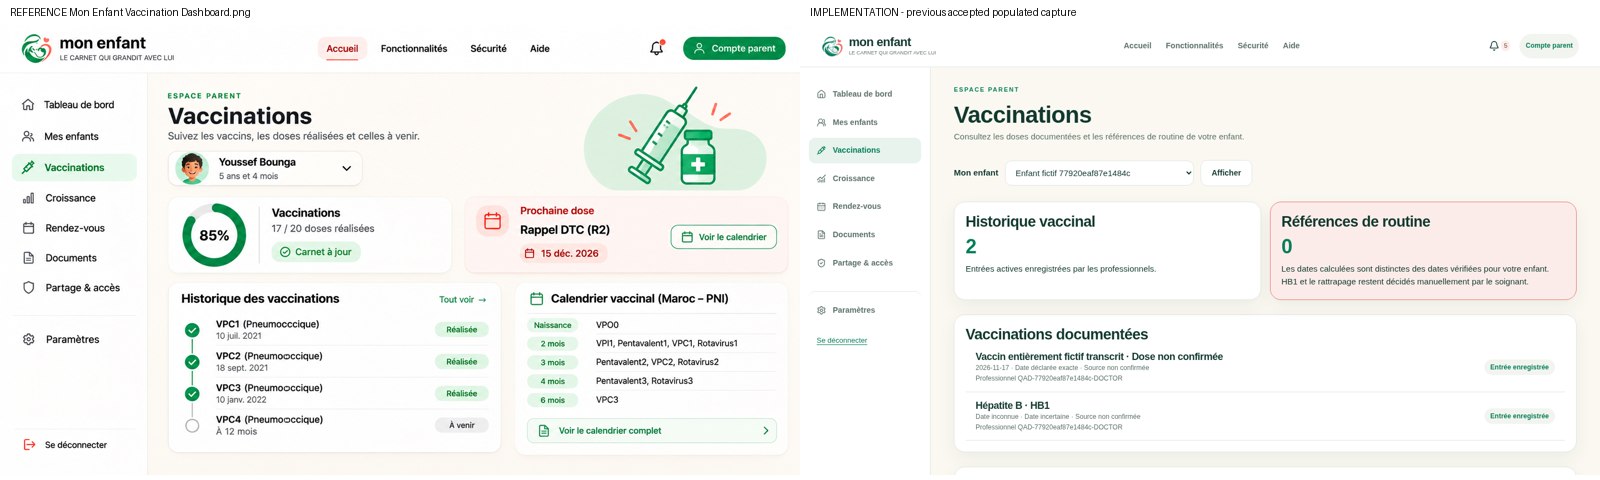 REFERENCE Mon Enfant Vaccination Dashboard.png
mon enfant
LE CARNET QUI GRANDIT AVEC LUI
Accueil
Fonctionnalités
Sécurité
Aide
Compte parent
Tableau de bord
Mes enfants
Vaccinations
Croissance
Rendez-vous
Documents
Partage & accès
Paramètres
Se déconnecter
ESPACE PARENT
Vaccinations
Suivez les vaccins, les doses réalisées et celles à venir.
Youssef Bounga
5 ans et 4 mois
85%
Vaccinations
17 / 20 doses réalisées
Carnet à jour
Prochaine dose
Rappel DTC (R2)
15 déc. 2026
Voir le calendrier
Historique des vaccinations
Tout voir →
VPC1 (Pneumoccicque)
10 juil. 2021
Réalisée
VPC2 (Pneumococcique)
18 sept. 2021
Réalisée
VPC3 (Pneumococcique)
10 janv. 2022
Réalisée
VPC4 (Pneumococcique)
À 12 mois
À venir
Calendrier vaccinal (Maroc – PNI)
Naissance VPO0
2 mois VPI1, Pentavalent1, VPC1, Rotavirus1
3 mois Pentavalent2, VPC2, Rotavirus2
4 mois Pentavalent3, Rotavirus3
6 mois VPC3
Voir le calendrier complet
IMPLEMENTATION - previous accepted populated capture
mon enfant
LE CARNET QUI GRANDIT AVEC LUI
Accueil
Fonctionnalités
Sécurité
Aide
5
Compte parent
Tableau de bord
Mes enfants
Vaccinations
Croissance
Rendez-vous
Documents
Partage & accès
Paramètres
Se déconnecter
ESPACE PARENT
Vaccinations
Consultez les doses documentées et les références de routine de votre enfant.
Mon enfant
Enfant fictif 77920eaf87e1484c
Afficher
Historique vaccinal
2
Entrées actives enregistrées par les professionnels.
Références de routine
0
Les dates calculées sont distinctes des dates vérifiées pour votre enfant.
HB1 et le rattrapage restent décidés manuellement par le soignant.
Vaccinations documentées
Vaccin entièrement fictif transcrit · Dose non confirmée
2026-11-17 · Date déclarée exacte · Source non confirmée
Professionnel QAD-77920eaf87e1484c-DOCTOR
Entrée enregistrée
Hépatite B · HB1
Date inconnue · Date incertaine · Source non confirmée
Professionnel QAD-77920eaf87e1484c-DOCTOR
Entrée enregistrée